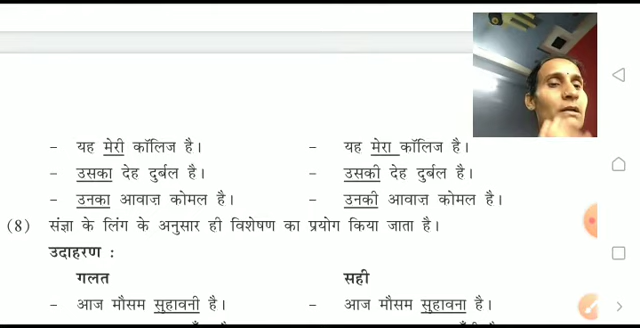 - यह मेरी कॉलिज है। - यह मेरा कॉलिज है।
- उसका देह दुर्बल है। - उसकी देह दुर्बल है।
- उनका आवाज़ कोमल है। - उनकी आवाज़ कोमल है।
(8) संज्ञा के लिंग के अनुसार ही विशेषण का प्रयोग किया जाता है।
उदाहरण :
गलत सही
- आज मौसम सुहावनी है। - आज मौसम सुहावना है।